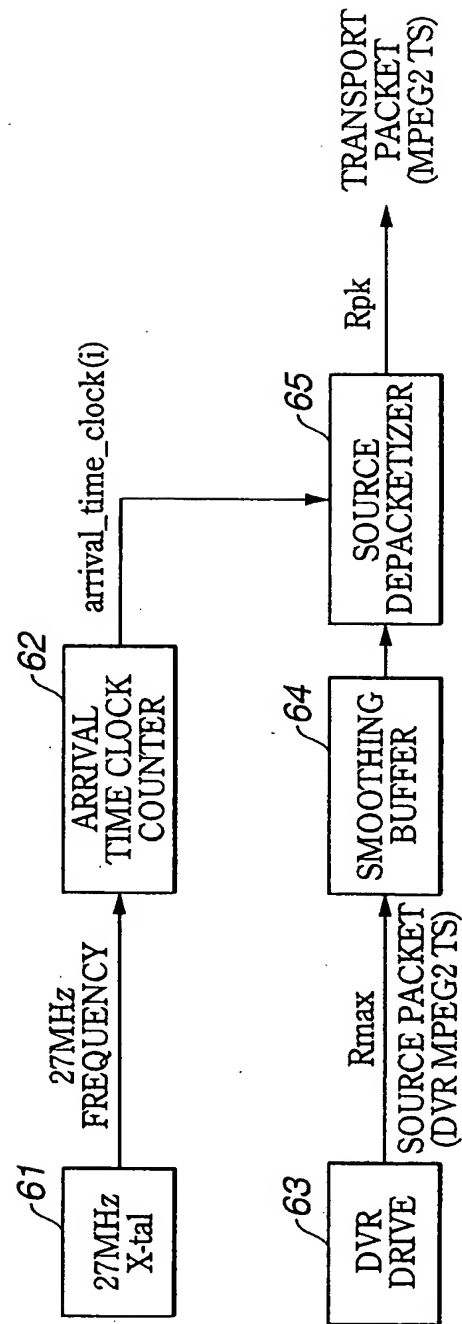 61
27MHz
X-tal
27MHz
FREQUENCY
62
ARRIVAL
TIME CLOCK
COUNTER
arrival_time_clock(i)
63
DVR
DRIVE
Rmax
SOURCE PACKET
(DVR MPEG2 TS)
64
SMOOTHING
BUFFER
65
SOURCE
DEPACKETIZER
Rpk
TRANSPORT
PACKET
(MPEG2 TS)